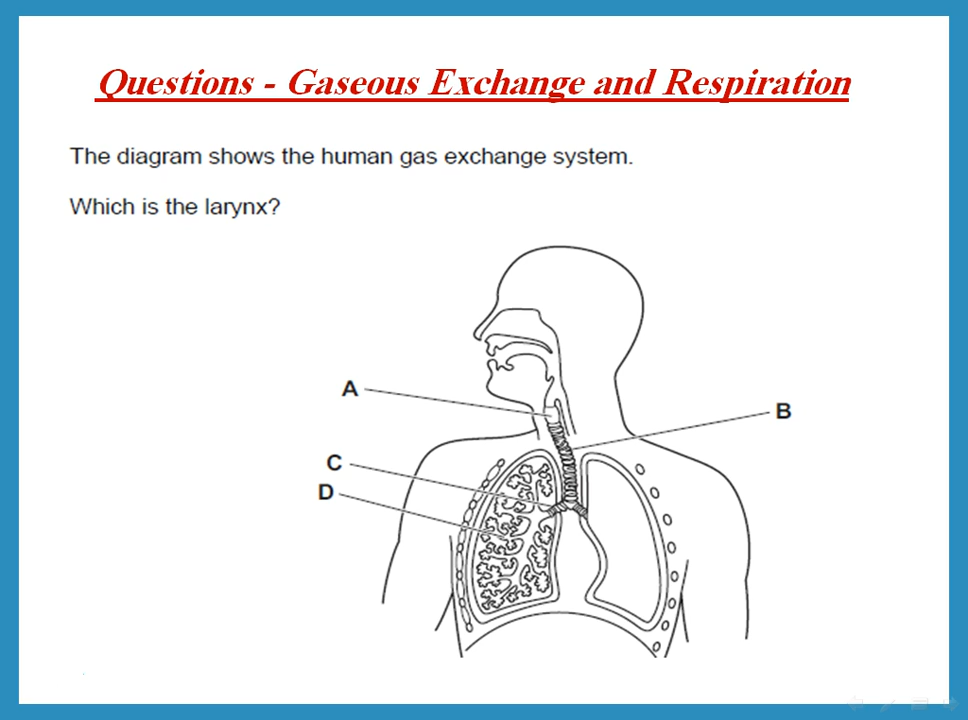 Questions - Gaseous Exchange and Respiration
The diagram shows the human gas exchange system.
Which is the larynx?
A
B
C
D